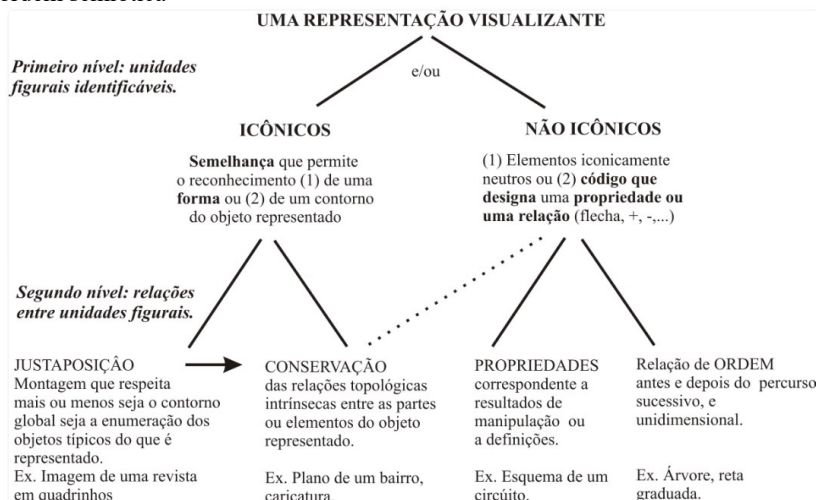 UMA REPRESENTAÇÃO VISUALIZANTE
Primeiro nível: unidades
figurais identificáveis.
e/ou
ICÔNICOS
Semelhança que permite
o reconhecimento (1) de uma
forma ou (2) de um contorno
do objeto representado
NÃO ICÔNICOS
(1) Elementos iconicamente
neutros ou (2) código que
designa uma propriedade ou
uma relação (flecha, +, -,...)
Segundo nível: relações
entre unidades figurais.
JUSTAPOSIÇÂO
Montagem que respeita
mais ou menos seja o contorno
global seja a enumeração dos
objetos típicos do que é
representado.
Ex. Imagem de uma revista
em quadrinhos
CONSERVAÇÃO
das relações topológicas
intrínsecas entre as partes
ou elementos do objeto
representado.
Ex. Plano de um bairro,
caricatura.
PROPRIEDADES
correspondente a
resultados de
manipulação ou
a definições.
Ex. Esquema de um
circúito.
Relação de ORDEM
antes e depois do percurso
sucessivo, e
unidimensional.
Ex. Árvore, reta
graduada.